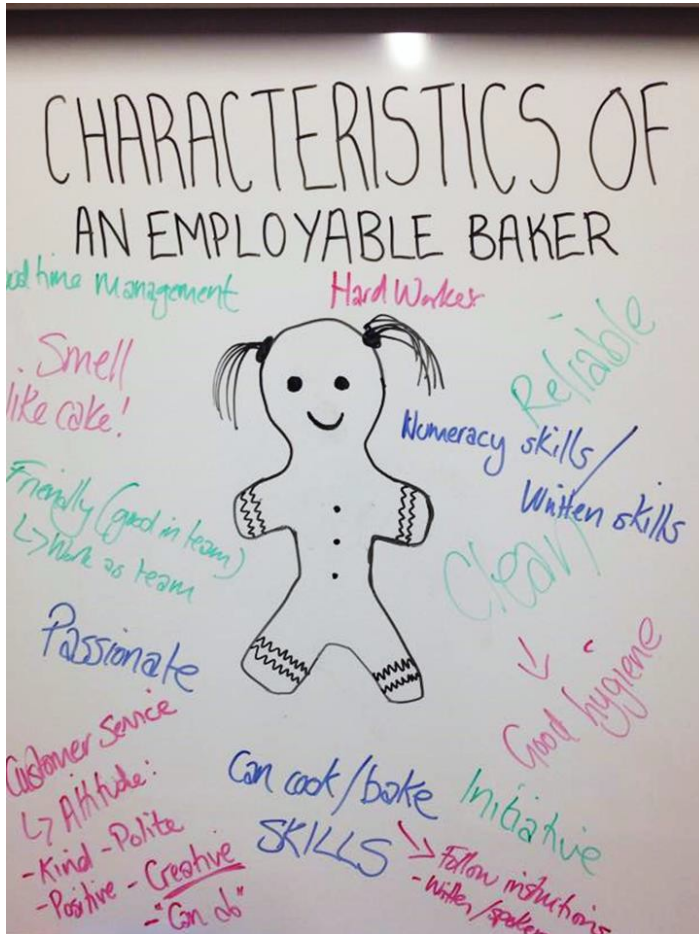 CHARACTERISTICS OF
AN EMPLOYABLE BAKER
time management
Hard Worker
Reliable
Smell
like cake!
Numeracy skills/
Written skills
Friendly (good in team)
↳ Work as team
Clean
Passionate
Good hygiene
Customer Service
↳ Attitude:
- Kind - Polite
- Positive - Creative
- "Can do"
Can cook/bake
SKILLS
Initiative
Follow instructions
- Written/spoken